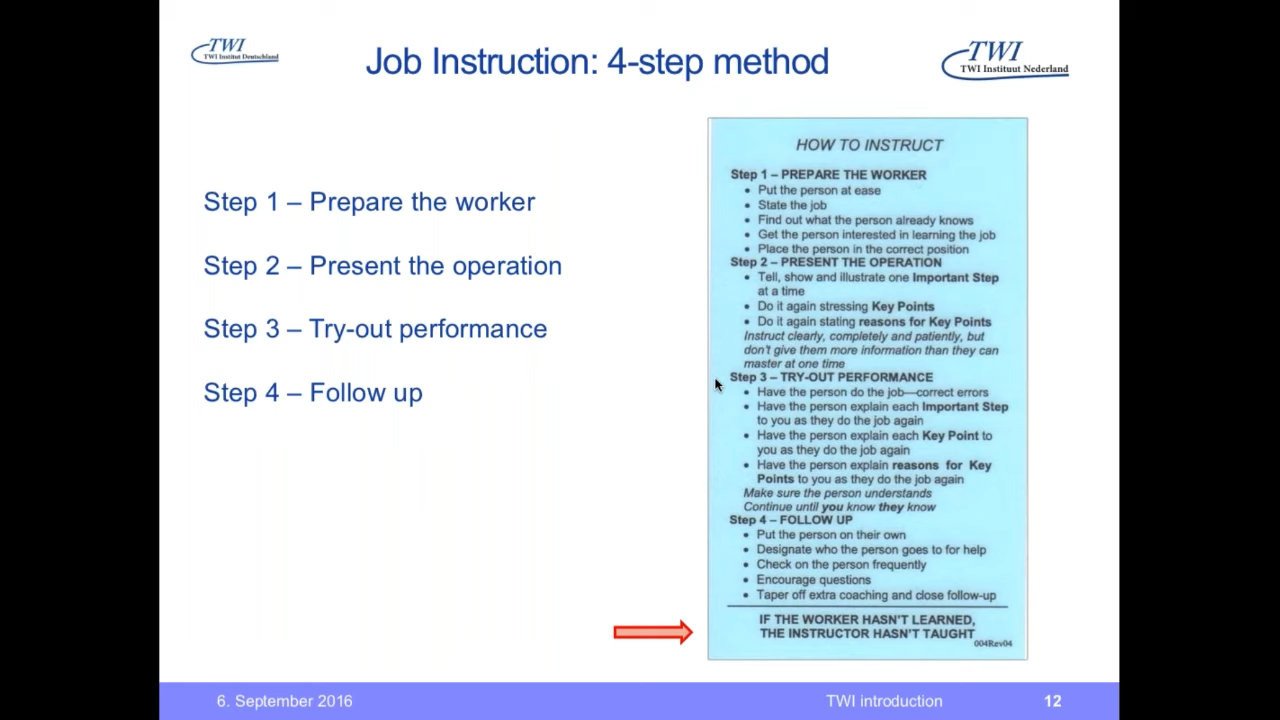 TWI
TWI Institut Deutschland
Job Instruction: 4-step method
TWI
TWI Instituut Nederland
Step 1 – Prepare the worker
Step 2 – Present the operation
Step 3 – Try-out performance
Step 4 – Follow up
HOW TO INSTRUCT
Step 1 – PREPARE THE WORKER
• Put the person at ease
• State the job
• Find out what the person already knows
• Get the person interested in learning the job
• Place the person in the correct position
Step 2 – PRESENT THE OPERATION
• Tell, show and illustrate one Important Step
at a time
• Do it again stressing Key Points
• Do it again stating reasons for Key Points
Instruct clearly, completely and patiently, but
don't give them more information than they can
master at one time
Step 3 – TRY-OUT PERFORMANCE
• Have the person do the job—correct errors
• Have the person explain each Important Step
to you as they do the job again
• Have the person explain each Key Point to
you as they do the job again
• Have the person explain reasons for Key
Points to you as they do the job again
Make sure the person understands
Continue until you know they know
Step 4 – FOLLOW UP
• Put the person on their own
• Designate who the person goes to for help
• Check on the person frequently
• Encourage questions
• Taper off extra coaching and close follow-up
IF THE WORKER HASN'T LEARNED,
THE INSTRUCTOR HASN'T TAUGHT
004Rev04
6. September 2016
TWI introduction
12